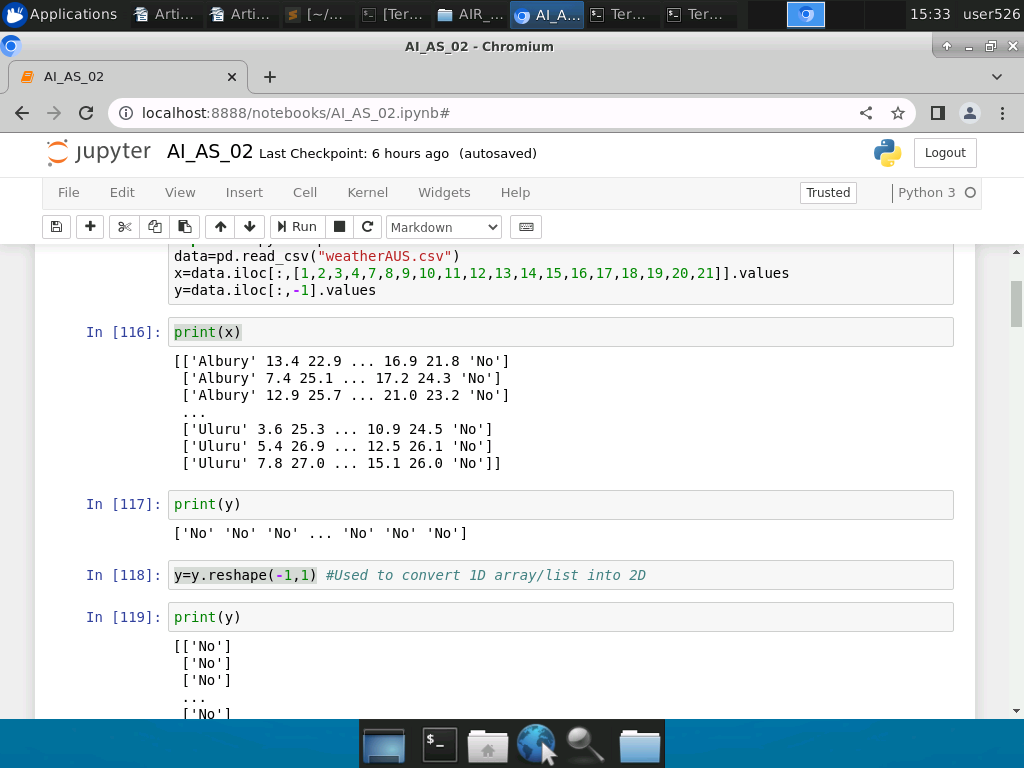 Applications
Arti...
Arti...
[~/...
[Ter...
AIR_...
AI_A...
Ter...
Ter...
15:33
user526
AI_AS_02 - Chromium
AI_AS_02
localhost:8888/notebooks/AI_AS_02.ipynb#
jupyter AI_AS_02 Last Checkpoint: 6 hours ago (autosaved)
Logout
File Edit View Insert Cell Kernel Widgets Help
Trusted
Python 3
Run
Markdown
data=pd.read_csv("weatherAUS.csv")
x=data.iloc[:,[1,2,3,4,7,8,9,10,11,12,13,14,15,16,17,18,19,20,21]].values
y=data.iloc[:,-1].values
In [116]: print(x)
[['Albury' 13.4 22.9 ... 16.9 21.8 'No']
['Albury' 7.4 25.1 ... 17.2 24.3 'No']
['Albury' 12.9 25.7 ... 21.0 23.2 'No']
...
['Uluru' 3.6 25.3 ... 10.9 24.5 'No']
['Uluru' 5.4 26.9 ... 12.5 26.1 'No']
['Uluru' 7.8 27.0 ... 15.1 26.0 'No']]
In [117]: print(y)
['No' 'No' 'No' ... 'No' 'No' 'No']
In [118]: y=y.reshape(-1,1) #Used to convert 1D array/list into 2D
In [119]: print(y)
[['No']
['No']
['No']
...
['No']